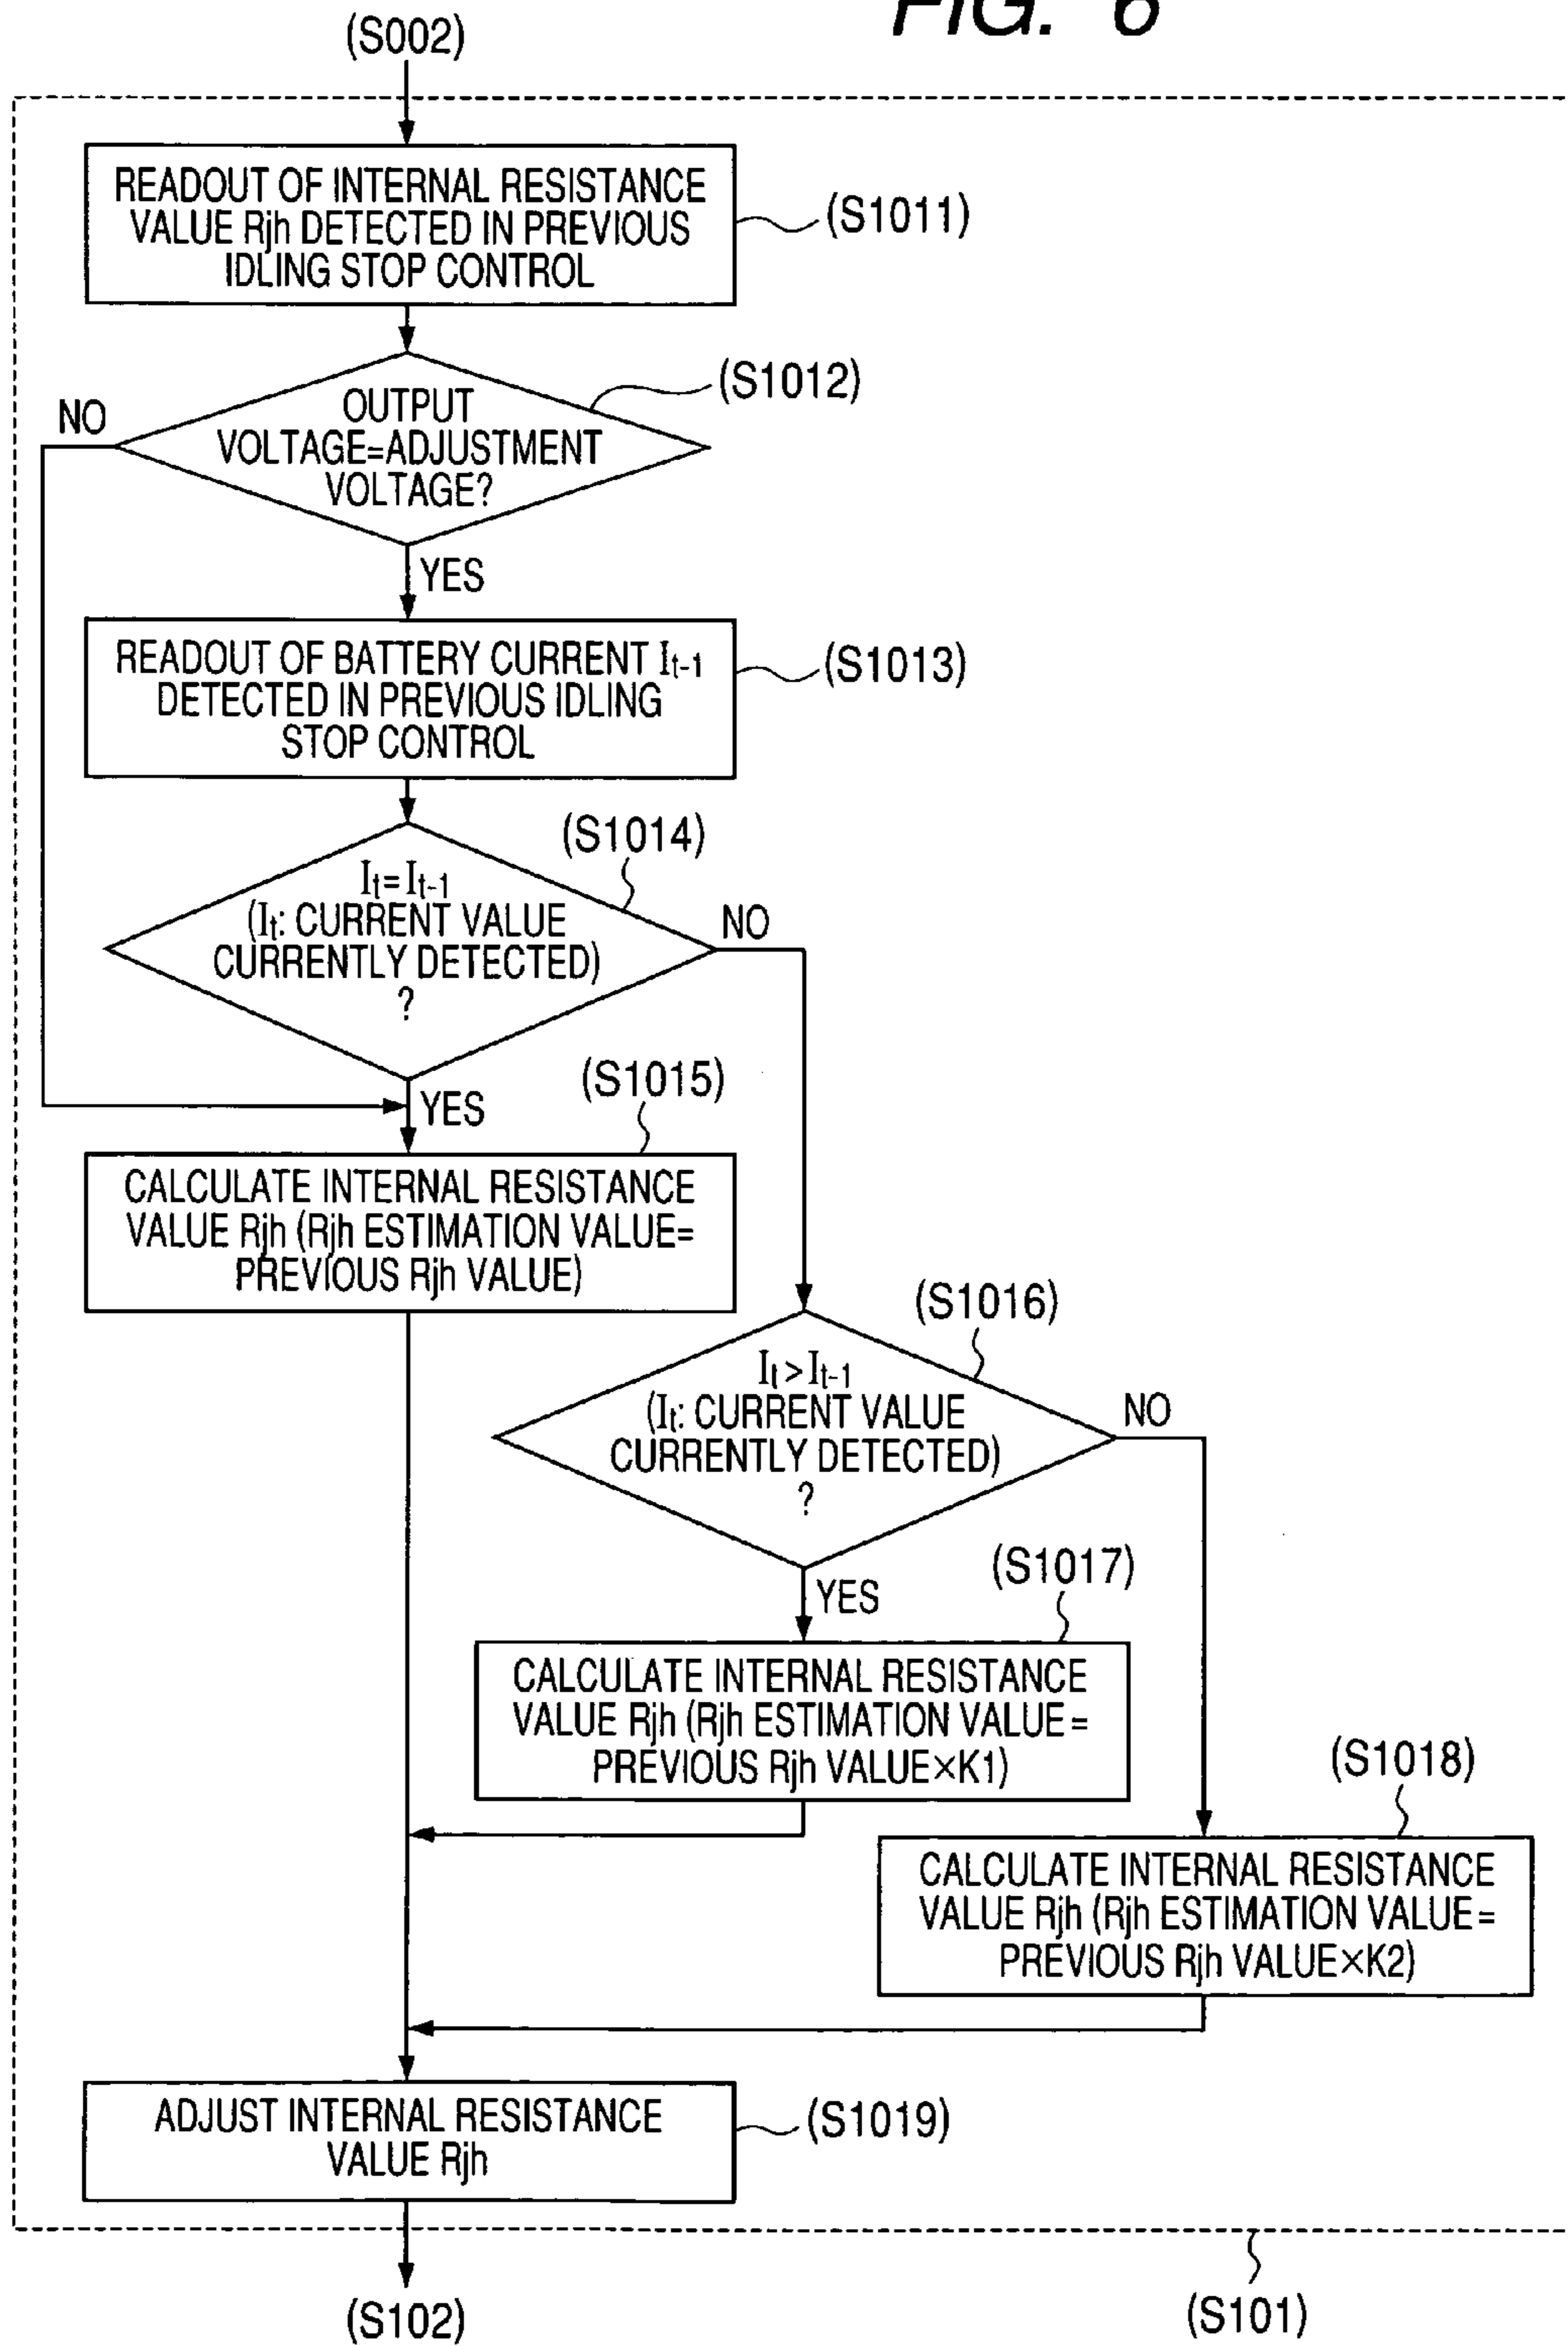 FIG. 6
(S002)
READOUT OF INTERNAL RESISTANCE
VALUE Rjh DETECTED IN PREVIOUS
IDLING STOP CONTROL
(S1011)
(S1012)
NO
OUTPUT
VOLTAGE=ADJUSTMENT
VOLTAGE?
YES
READOUT OF BATTERY CURRENT It-1
DETECTED IN PREVIOUS IDLING
STOP CONTROL
(S1013)
(S1014)
It=It-1
(It: CURRENT VALUE
CURRENTLY DETECTED)
?
NO
YES
(S1015)
CALCULATE INTERNAL RESISTANCE
VALUE Rjh (Rjh ESTIMATION VALUE=
PREVIOUS Rjh VALUE)
(S1016)
It>It-1
(It: CURRENT VALUE
CURRENTLY DETECTED)
?
NO
YES
(S1017)
CALCULATE INTERNAL RESISTANCE
VALUE Rjh (Rjh ESTIMATION VALUE=
PREVIOUS Rjh VALUE×K1)
(S1018)
CALCULATE INTERNAL RESISTANCE
VALUE Rjh (Rjh ESTIMATION VALUE=
PREVIOUS Rjh VALUE×K2)
ADJUST INTERNAL RESISTANCE
VALUE Rjh
(S1019)
(S102)
(S101)